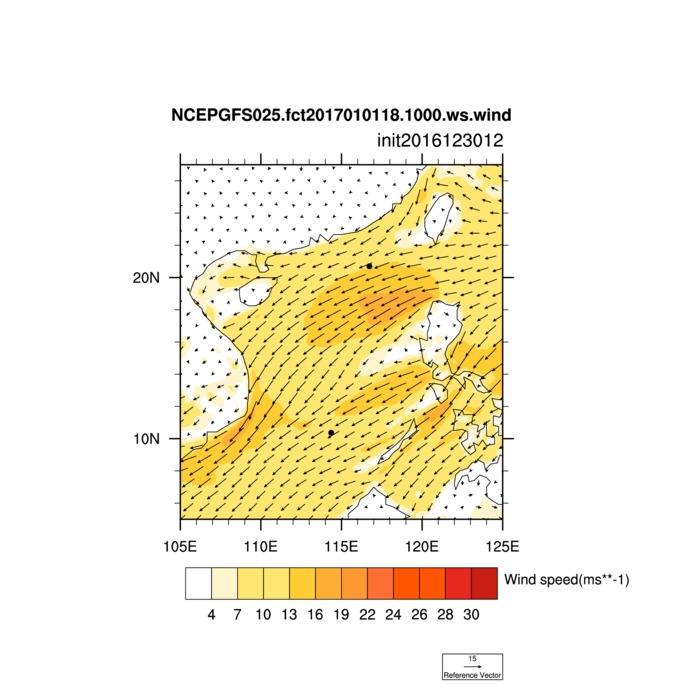 NCEPGFS025.fct2017010118.1000.ws.wind
init2016123012
20N
10N
105E 110E 115E 120E 125E
Wind speed(ms**-1)
4 7 10 13 16 19 22 24 26 28 30
15
Reference Vector